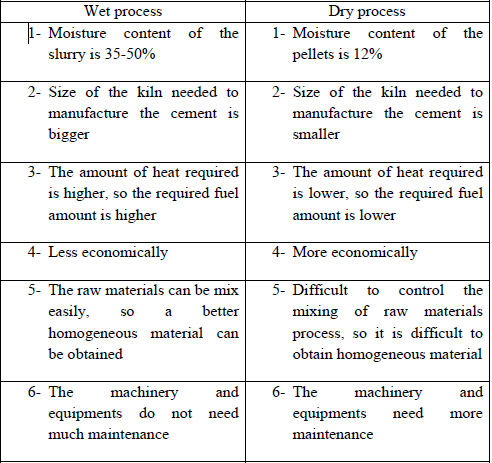 Wet process
Dry process
1- Moisture content of the
slurry is 35-50%
1- Moisture content of the
pellets is 12%
2- Size of the kiln needed to
manufacture the cement is
bigger
2- Size of the kiln needed to
manufacture the cement is
smaller
3- The amount of heat required
is higher, so the required fuel
amount is higher
3- The amount of heat required
is lower, so the required fuel
amount is lower
4- Less economically
4- More economically
5- The raw materials can be mix
easily, so a better
homogeneous material can
be obtained
5- Difficult to control the
mixing of raw materials
process, so it is difficult to
obtain homogeneous material
6- The machinery and
equipments do not need
much maintenance
6- The machinery and
equipments need more
maintenance